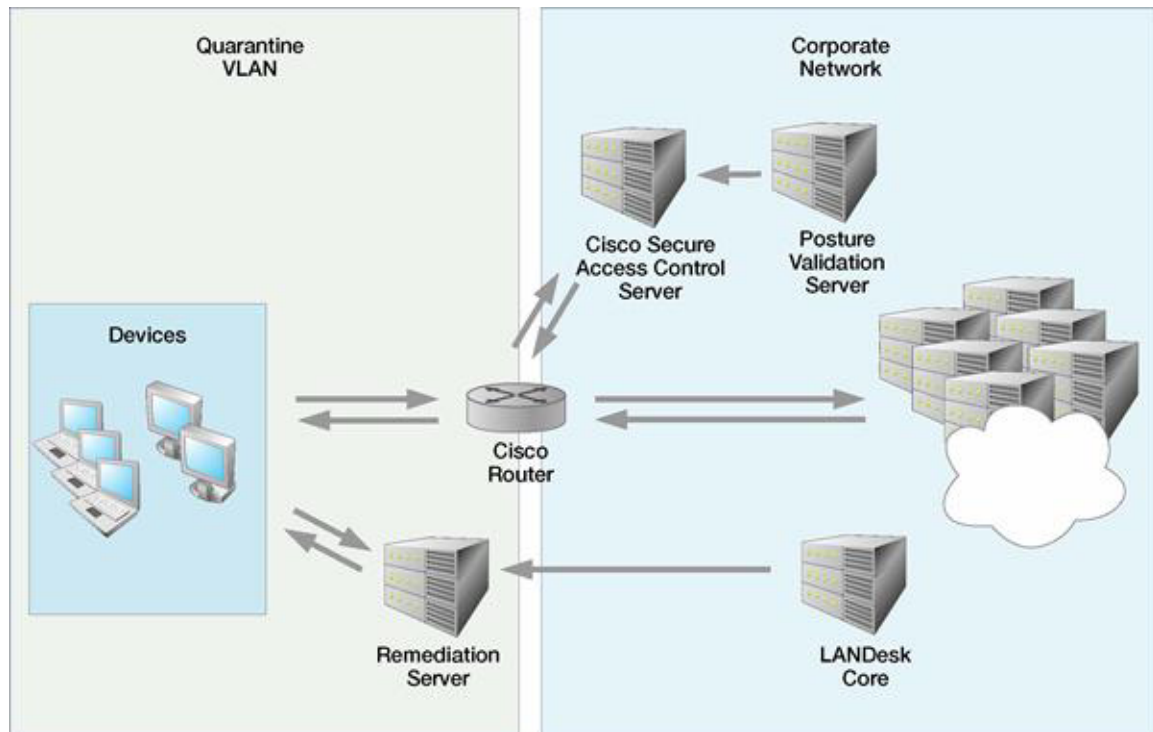 Quarantine
VLAN
Corporate
Network
Cisco Secure
Access Control
Server
Posture
Validation
Server
Devices
Cisco
Router
Remediation
Server
LANDesk
Core